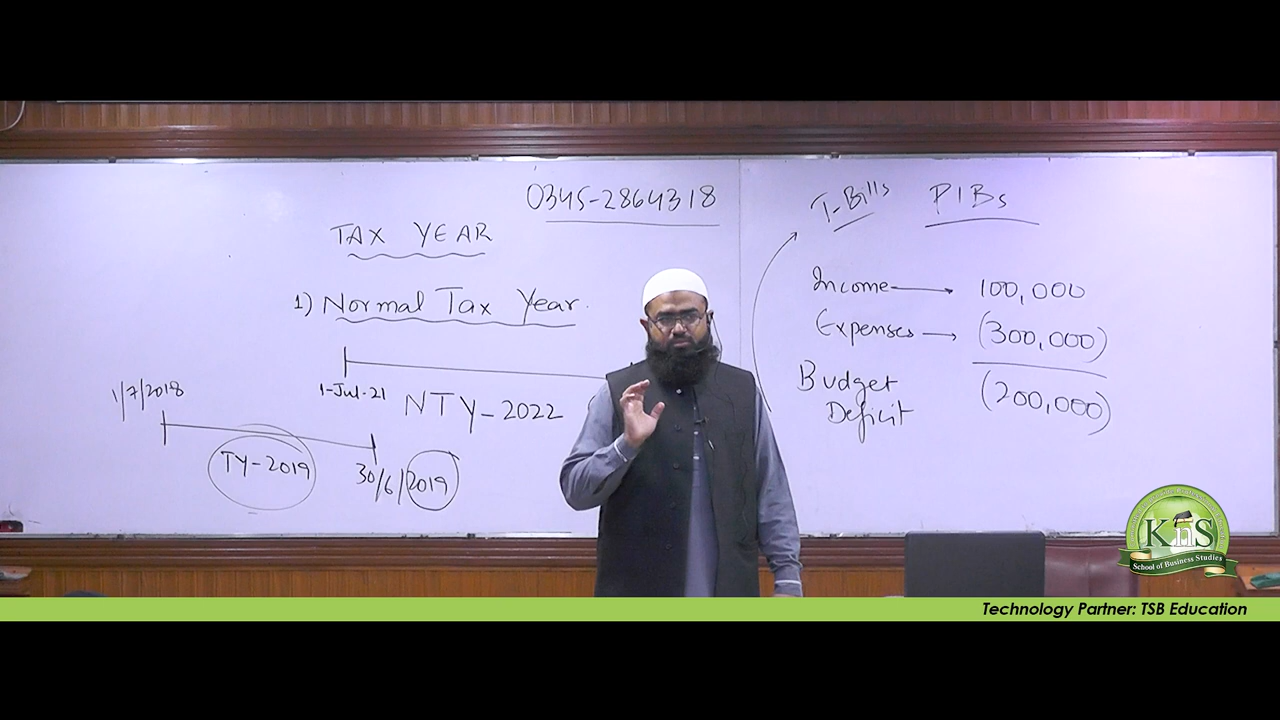 0345-2864318
TAX YEAR
1) Normal Tax Year.
1-Jul-21
NTY-2022
1/7/2018
TY-2019
30/6/2019
T-Bills PIBs
Income → 100,000
Expenses → (300,000)
Budget
Deficit (200,000)
KnS
School of Business Studies
Technology Partner: TSB Education